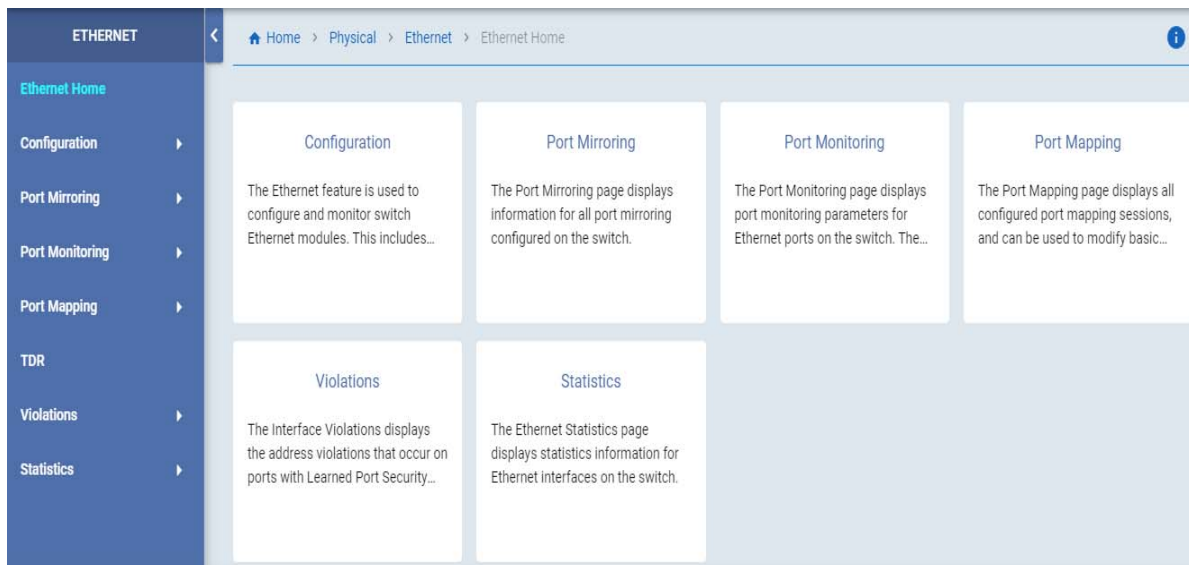 ETHERNET
Home > Physical > Ethernet > Ethernet Home
Ethernet Home
Configuration
Port Mirroring
Port Monitoring
Port Mapping
TDR
Violations
Statistics
Configuration
The Ethernet feature is used to
configure and monitor switch
Ethernet modules. This includes...
Port Mirroring
The Port Mirroring page displays
information for all port mirroring
configured on the switch.
Port Monitoring
The Port Monitoring page displays
port monitoring parameters for
Ethernet ports on the switch. The...
Port Mapping
The Port Mapping page displays all
configured port mapping sessions,
and can be used to modify basic...
Violations
The Interface Violations displays
the address violations that occur on
ports with Learned Port Security...
Statistics
The Ethernet Statistics page
displays statistics information for
Ethernet interfaces on the switch.